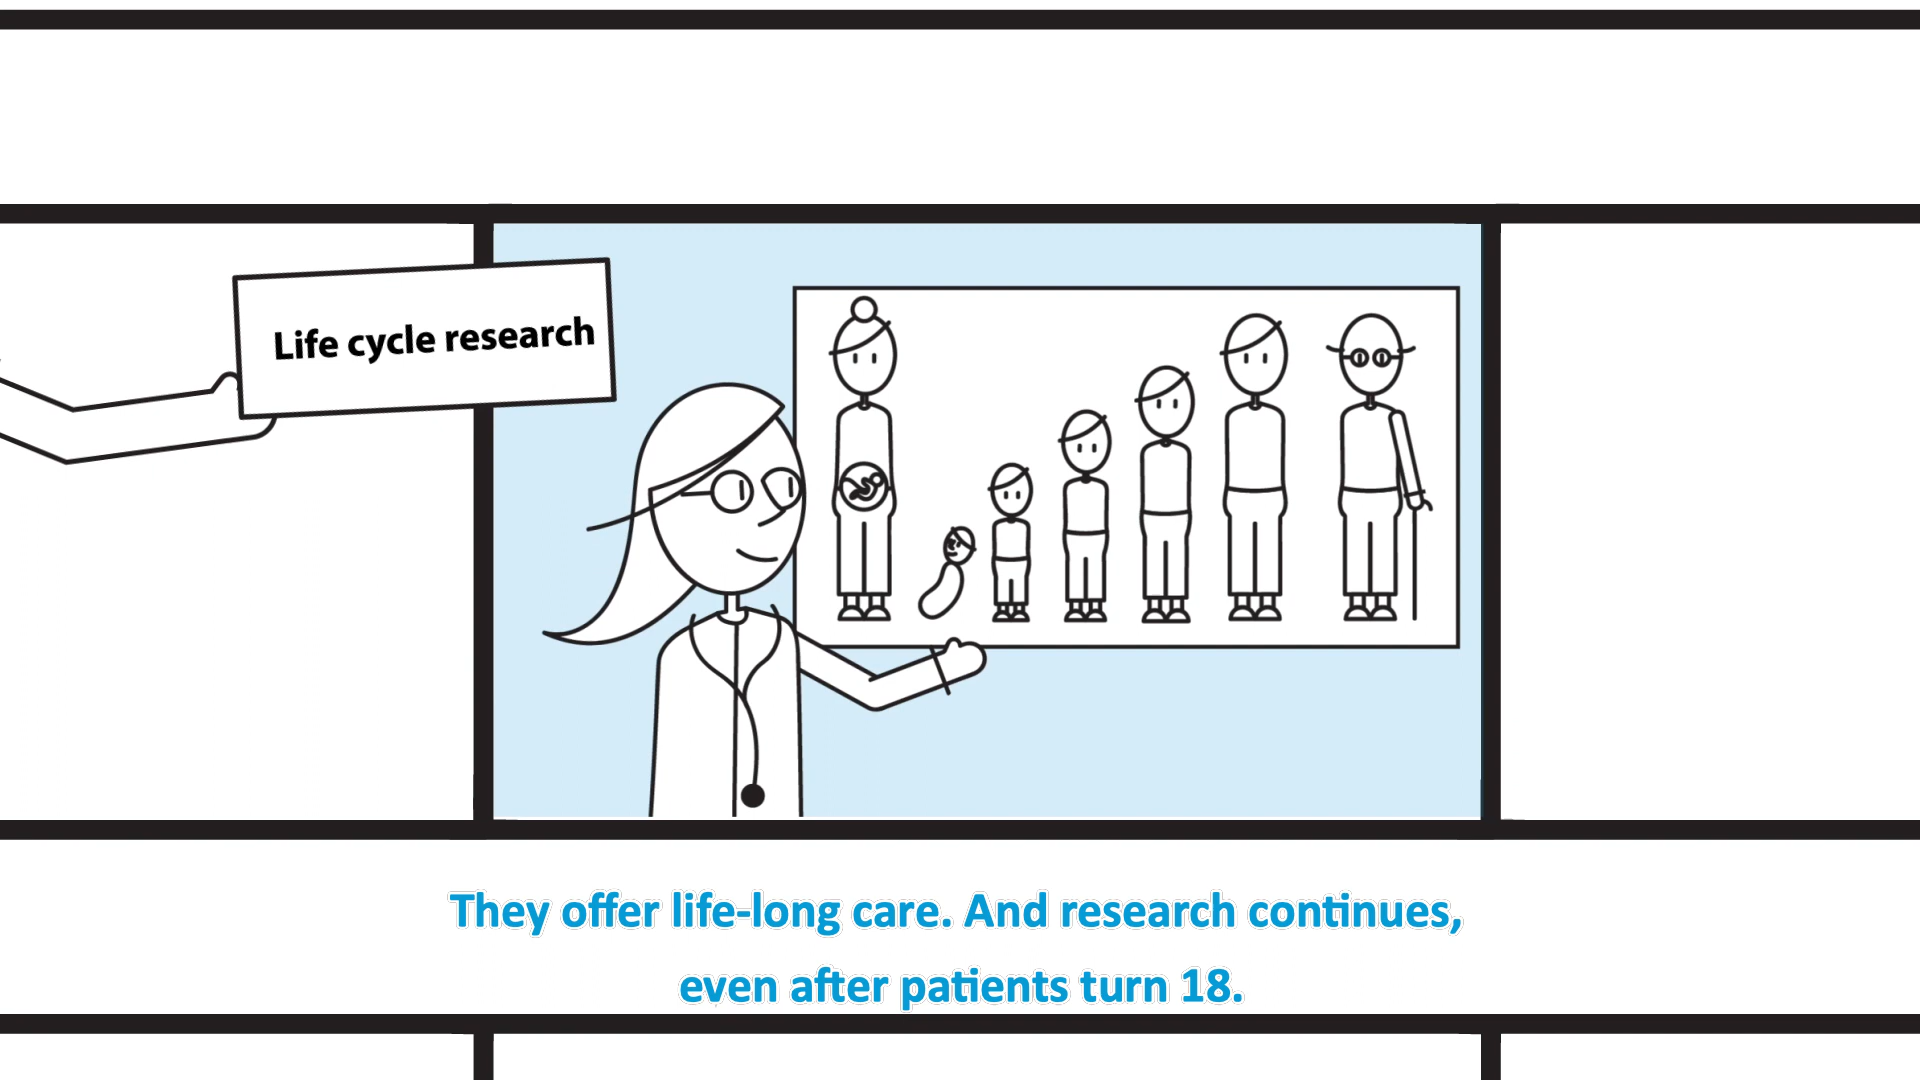 Life cycle research
They offer life-long care. And research continues,
even after patients turn 18.